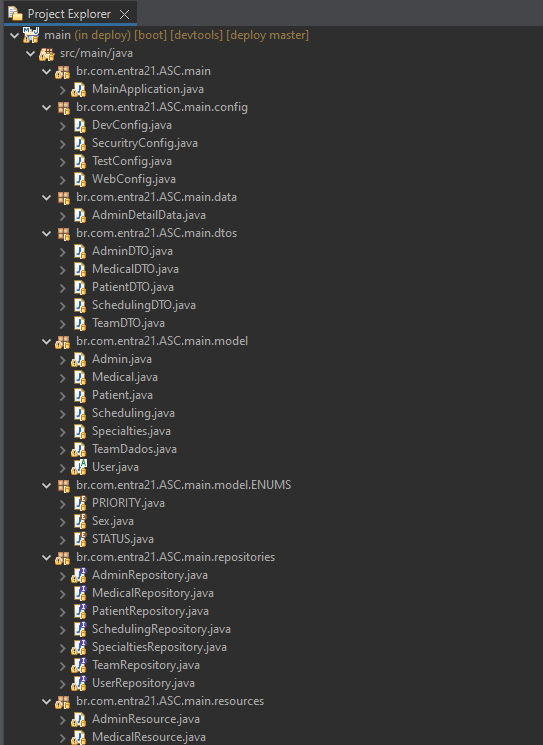 Project Explorer
main (in deploy) [boot] [devtools] [deploy master]
src/main/java
br.com.entra21.ASC.main
MainApplication.java
br.com.entra21.ASC.main.config
DevConfig.java
SecuritryConfig.java
TestConfig.java
WebConfig.java
br.com.entra21.ASC.main.data
AdminDetailData.java
br.com.entra21.ASC.main.dtos
AdminDTO.java
MedicalDTO.java
PatientDTO.java
SchedulingDTO.java
TeamDTO.java
br.com.entra21.ASC.main.model
Admin.java
Medical.java
Patient.java
Scheduling.java
Specialties.java
TeamDados.java
User.java
br.com.entra21.ASC.main.model.ENUMS
PRIORITY.java
Sex.java
STATUS.java
br.com.entra21.ASC.main.repositories
AdminRepository.java
MedicalRepository.java
PatientRepository.java
SchedulingRepository.java
SpecialtiesRepository.java
TeamRepository.java
UserRepository.java
br.com.entra21.ASC.main.resources
AdminResource.java
MedicalResource.java